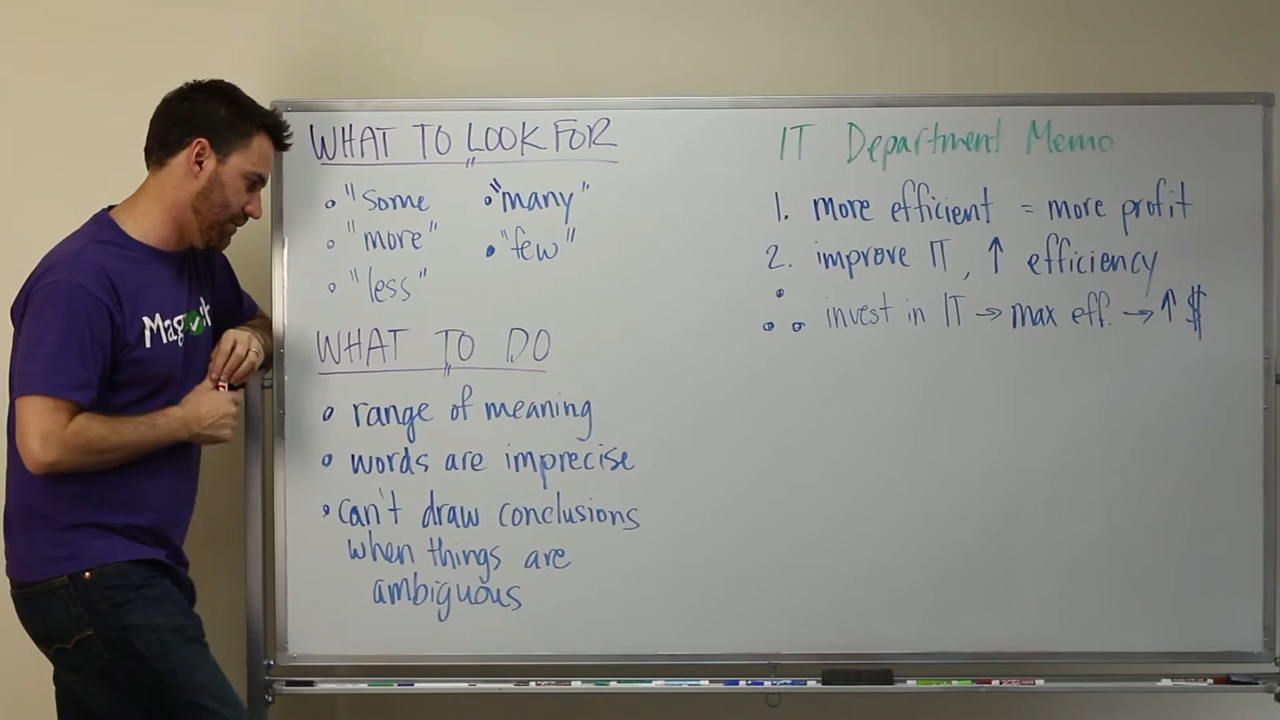 WHAT TO LOOK FOR
• "Some
• "more"
• "less"
• "many"
• "few"
WHAT TO DO
• range of meaning
• words are imprecise
• can't draw conclusions
when things are
ambiguous
IT Department Memo
1. more efficient = more profit
2. improve IT, ↑ efficiency
∴ invest in IT → max eff. → ↑ $